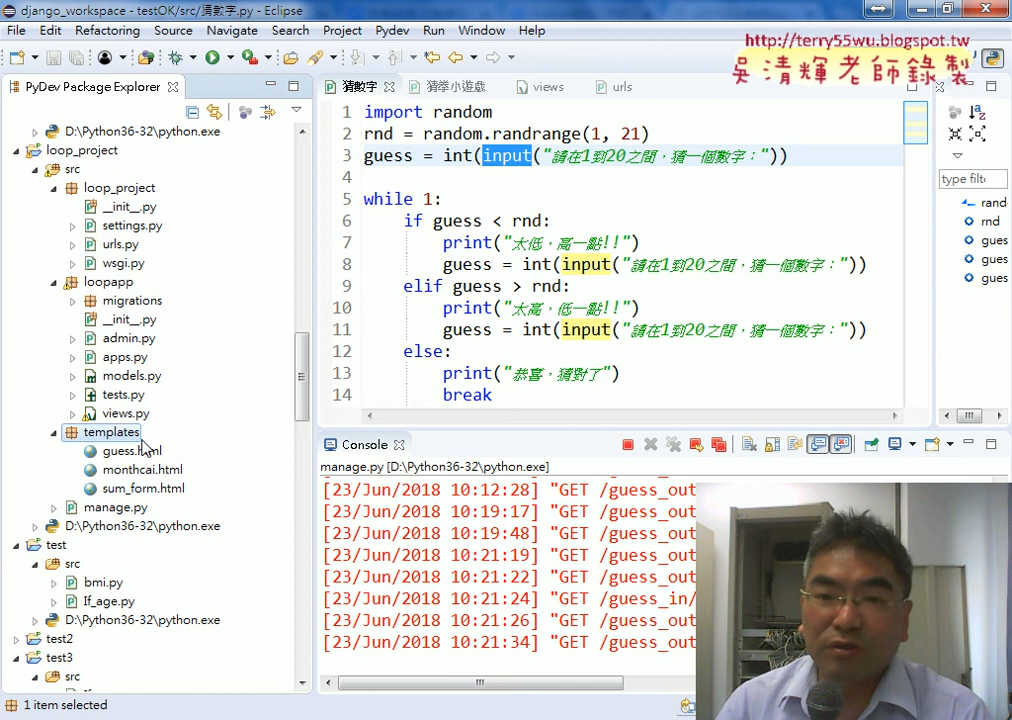 django_workspace - testOK/src/猜數字.py - Eclipse
File Edit Refactoring Source Navigate Search Project Pydev Run Window Help
http://terry55wu.blogspot.tw
吳清輝老師錄製
PyDev Package Explorer
猜數字
猜拳小遊戲
views
urls
D:\Python36-32\python.exe
loop_project
src
loop_project
__init__.py
settings.py
urls.py
wsgi.py
loopapp
migrations
__init__.py
admin.py
apps.py
models.py
tests.py
views.py
templates
guess.html
monthcai.html
sum_form.html
manage.py
D:\Python36-32\python.exe
test
src
bmi.py
If_age.py
D:\Python36-32\python.exe
test2
test3
src
1 import random
2 rnd = random.randrange(1, 21)
3 guess = int(input("請在1到20之間，猜一個數字："))
4
5 while 1:
6 if guess < rnd:
7 print("太低，高一點!!")
8 guess = int(input("請在1到20之間，猜一個數字："))
9 elif guess > rnd:
10 print("太高，低一點!!")
11 guess = int(input("請在1到20之間，猜一個數字："))
12 else:
13 print("恭喜，猜對了")
14 break
type filte
rand
rnd
gues
gues
gues
Console
manage.py [D:\Python36-32\python.exe]
[23/Jun/2018 10:12:28] "GET /guess_out
[23/Jun/2018 10:19:17] "GET /guess_out
[23/Jun/2018 10:19:48] "GET /guess_out
[23/Jun/2018 10:21:19] "GET /guess_out
[23/Jun/2018 10:21:22] "GET /guess_out
[23/Jun/2018 10:21:24] "GET /guess_in/
[23/Jun/2018 10:21:26] "GET /guess_out
[23/Jun/2018 10:21:34] "GET /guess_out
1 item selected